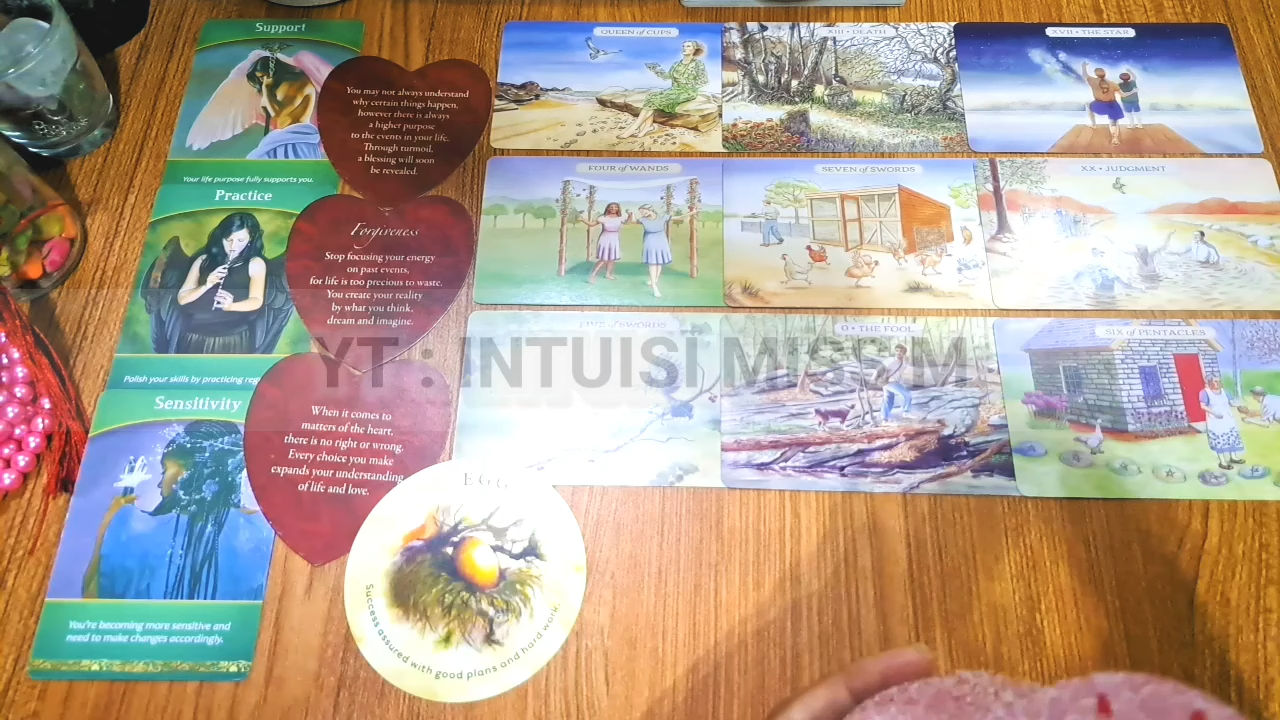 Support
Your life purpose fully supports you.
Practice
Polish your skills by practicing
Sensitivity
You're becoming more sensitive and
need to make changes accordingly.
You may not always understand
why certain things happen,
however there is always
a higher purpose
to the events in your life.
Through turmoil,
a blessing will soon
be revealed.
Forgiveness
Stop focusing your energy
on past events,
for life is too precious to waste.
You create your reality
by what you think,
dream and imagine.
When it comes to
matters of the heart,
there is no right or wrong.
Every choice you make
expands your understanding
of life and love.
EGG
Success assured with good plans and hard work.
QUEEN of CUPS
XIII • DEATH
XVII • THE STAR
FOUR of WANDS
SEVEN of SWORDS
XX • JUDGMENT
FIVE of SWORDS
0 • THE FOOL
SIX of PENTACLES
YT : INTUISI MISS M